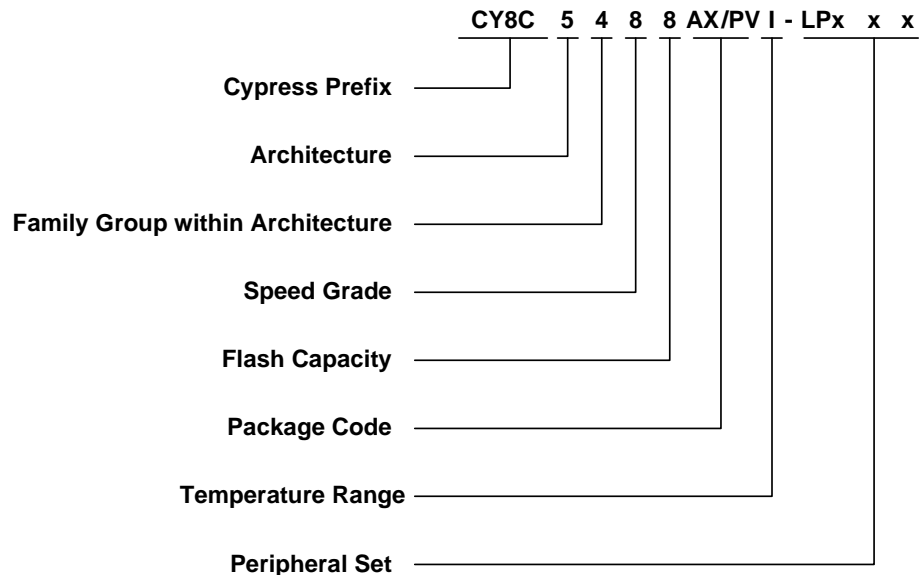 CY8C 5 4 8 8 AX/PV I - LPx x x
Cypress Prefix
Architecture
Family Group within Architecture
Speed Grade
Flash Capacity
Package Code
Temperature Range
Peripheral Set